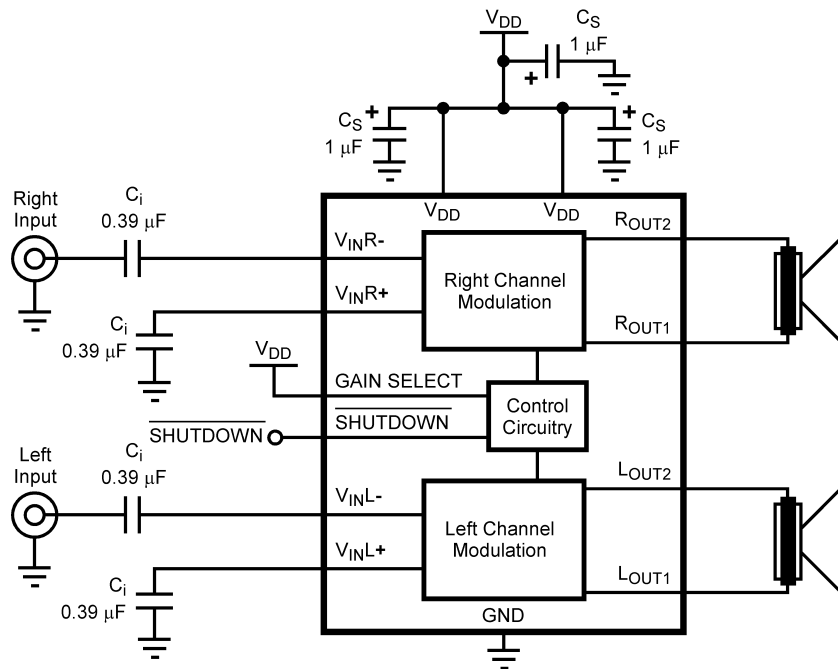 VDD
CS
1 µF
+
+
CS
1 µF
+
CS
1 µF
Right
Input
Ci
0.39 µF
VDD
VDD
ROUT2
VINR-
Right Channel
Modulation
VINR+
Ci
0.39 µF
ROUT1
VDD
GAIN SELECT
Control
Circuitry
SHUTDOWN
SHUTDOWN
Left
Input
Ci
0.39 µF
LOUT2
VINL-
Left Channel
Modulation
VINL+
Ci
0.39 µF
LOUT1
GND